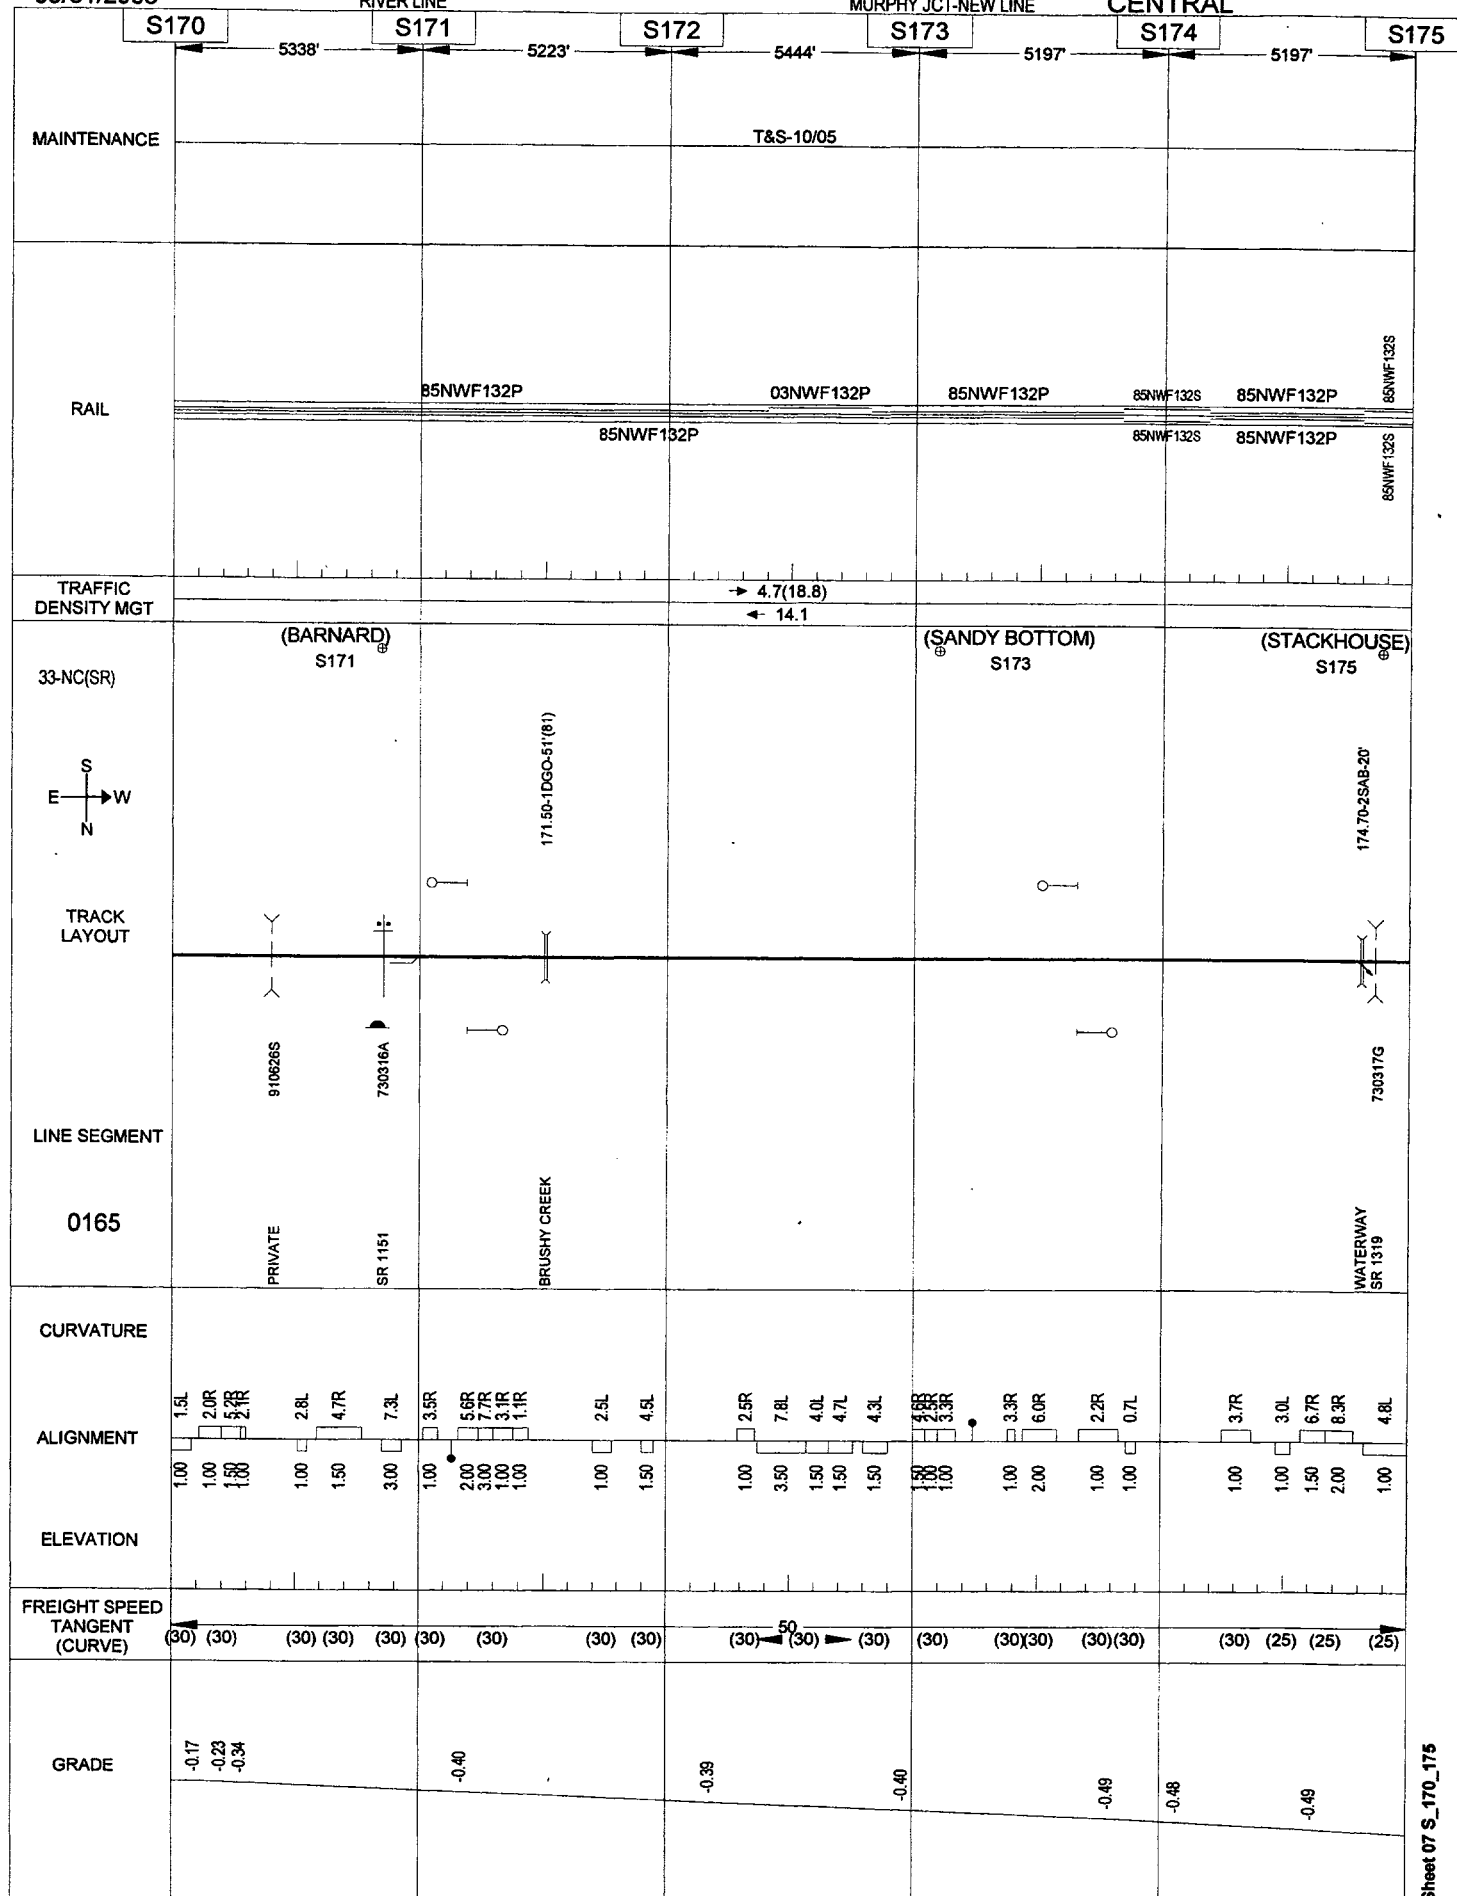 RIVER LINE
MURPHY JCT-NEW LINE
CENTRAL
S170
S171
S172
S173
S174
S175
5338'
5223'
5444'
5197'
5197'
MAINTENANCE
T&S-10/05
RAIL
85NWF132P
03NWF132P
85NWF132P
85NWF132S
85NWF132P
85NWF132S
85NWF132P
85NWF132S
85NWF132P
85NWF132S
TRAFFIC
DENSITY MGT
4.7(18.8)
14.1
(BARNARD)
S171
(SANDY BOTTOM)
S173
(STACKHOUSE)
S175
33-NC(SR)
S
E
W
N
171.50-1DGO-51'(81)
174.70-2SAB-20'
TRACK
LAYOUT
910626S
730316A
730317G
LINE SEGMENT
0165
PRIVATE
SR 1151
BRUSHY CREEK
WATERWAY
SR 1319
CURVATURE
1.5L
2.0R
5.2R
2.1R
2.8L
4.7R
7.3L
3.5R
5.6R
7.7R
3.1R
1.1R
2.5L
4.5L
2.5R
7.8L
4.0L
4.7L
4.3L
3.3R
3.3R
6.0R
2.2R
0.7L
3.7R
3.0L
6.7R
8.3R
4.8L
ALIGNMENT
1.00
1.00
1.50
1.00
1.00
1.50
3.00
1.00
2.00
3.00
1.00
1.00
1.00
1.50
1.00
3.50
1.50
1.50
1.50
1.50
1.00
1.00
1.00
2.00
1.00
1.00
1.00
1.00
1.50
2.00
1.00
ELEVATION
FREIGHT SPEED
TANGENT
(CURVE)
50
(30) (30) (30) (30) (30) (30) (30) (30) (30) (30) (30) (30) (30) (30) (30) (30) (30) (30) (25) (25) (25)
GRADE
-0.17
-0.23
-0.34
-0.40
-0.39
-0.40
-0.49
-0.48
-0.49
Sheet 07 S_170_175